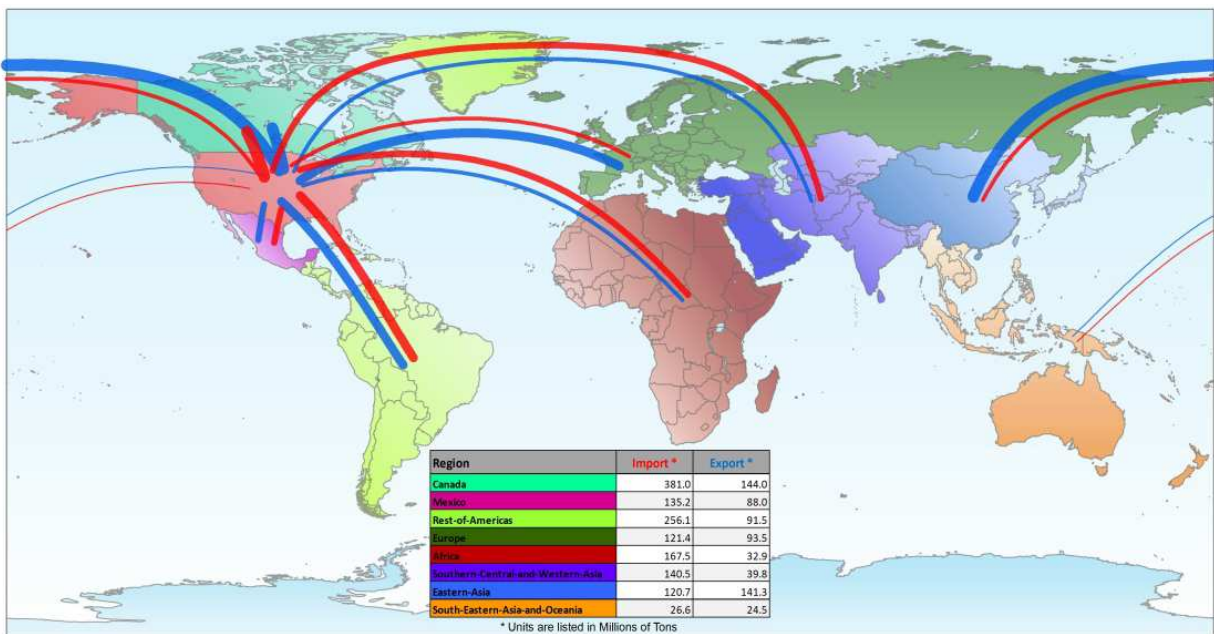 Region Import * Export *
Canada 381.0 144.0
Mexico 135.2 88.0
Rest-of-Americas 256.1 91.5
Europe 121.4 93.5
Africa 167.5 32.9
Southern-Central-and-Western-Asia 140.5 39.8
Eastern-Asia 120.7 141.3
South-Eastern-Asia-and-Oceania 26.6 24.5
* Units are listed in Millions of Tons